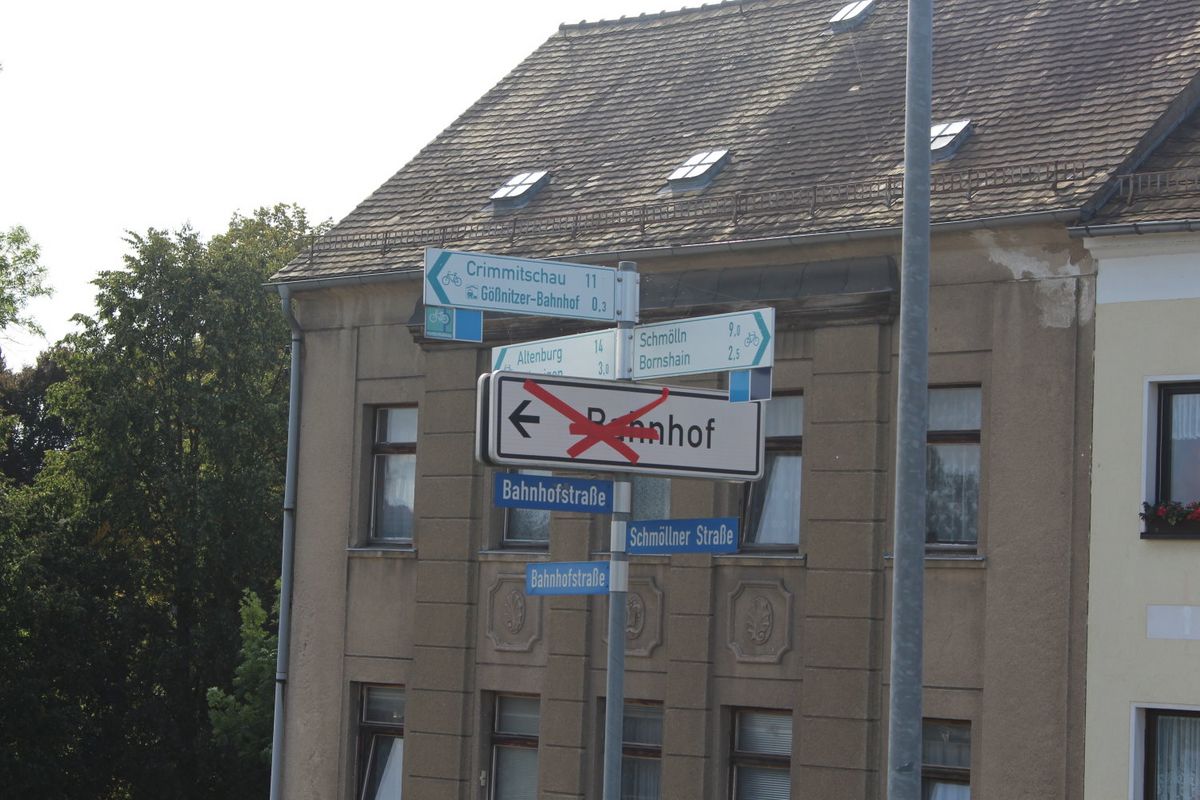 Crimmitschau 11
Gößnitzer-Bahnhof 0,3
Altenburg 14
3,0
Schmölln 9,0
Bornshain 2,5
Bahnhof
Bahnhofstraße
Schmöllner Straße
Bahnhofstraße